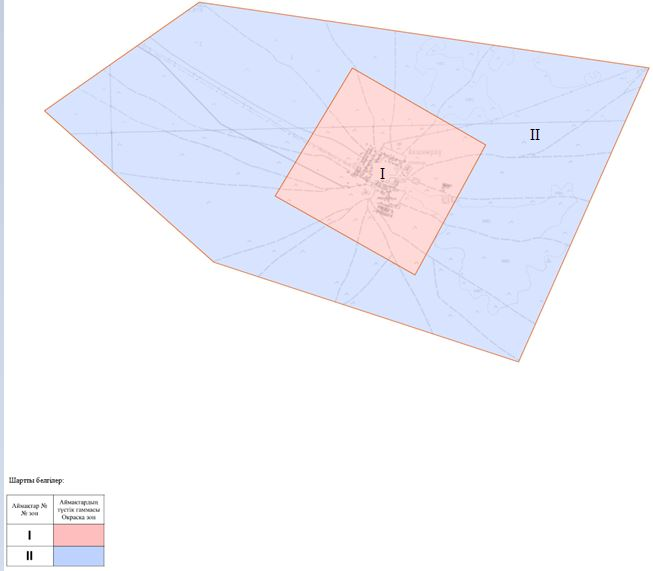 II
I
Шартты белгілер:
Аймақтар №
№ зон
Аймақтардың
түстік гаммасы
Окраска зон
I
II